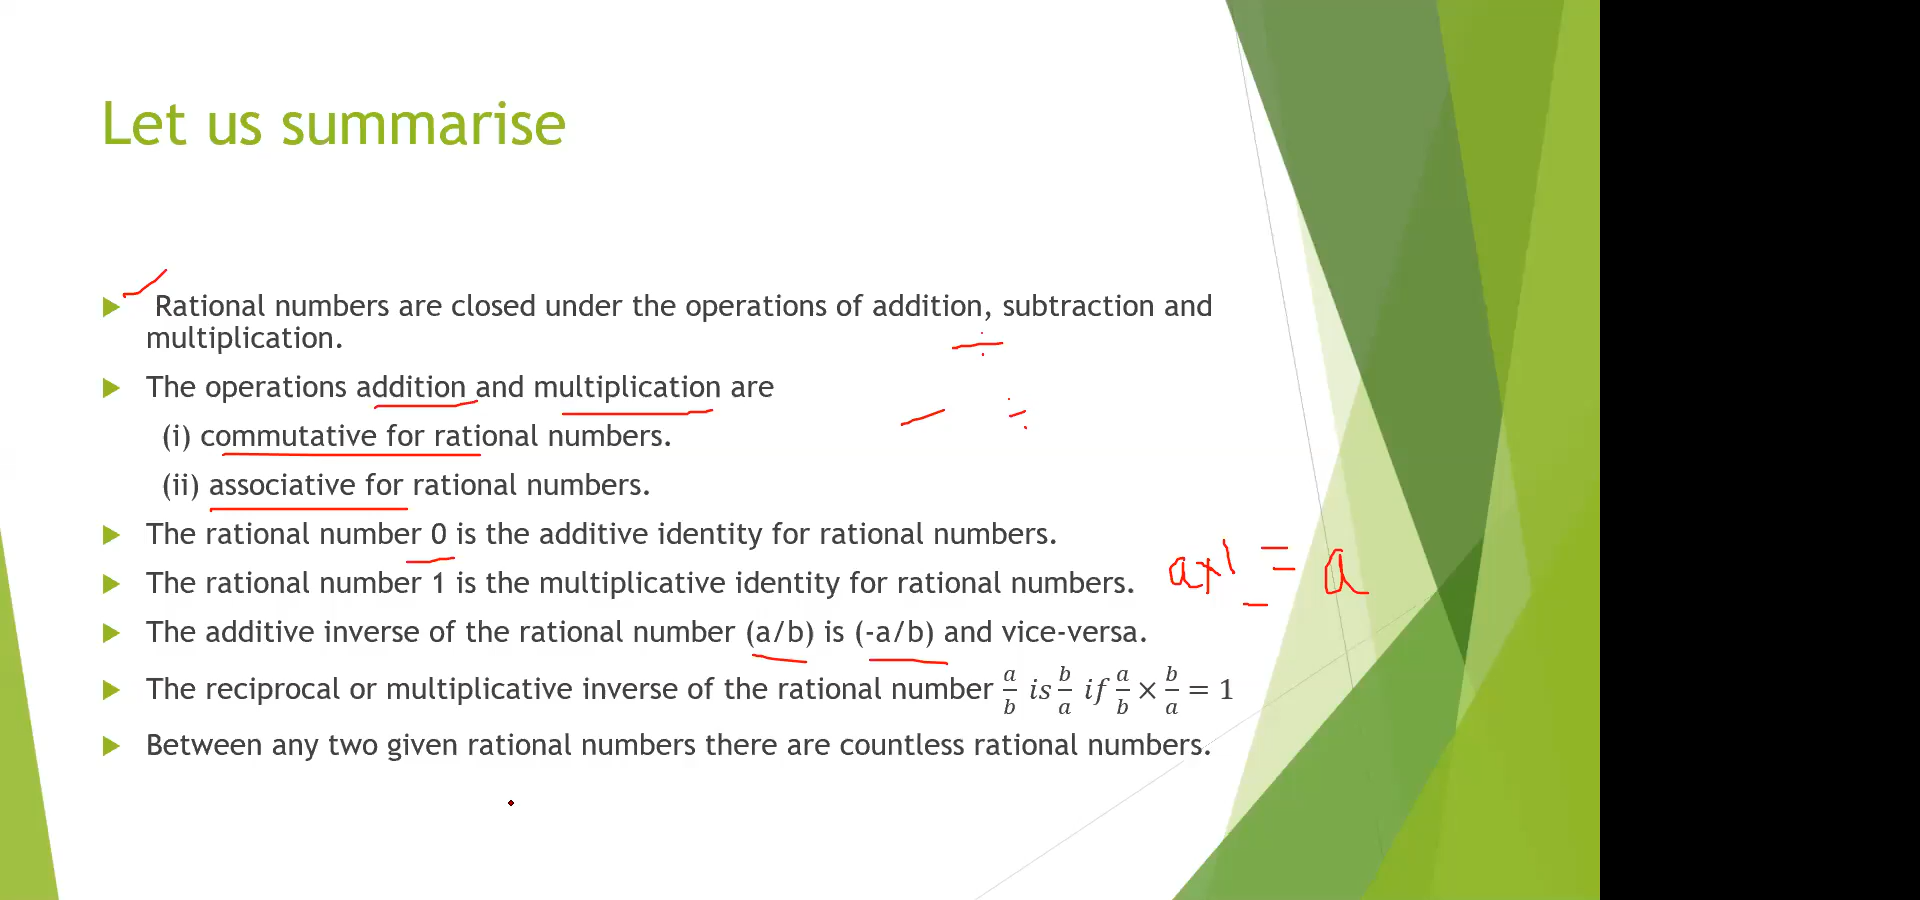 Let us summarise
Rational numbers are closed under the operations of addition, subtraction and
multiplication.
÷
The operations addition and multiplication are
− ÷
(i) commutative for rational numbers.
(ii) associative for rational numbers.
The rational number 0 is the additive identity for rational numbers.
The rational number 1 is the multiplicative identity for rational numbers. a×1 = a
The additive inverse of the rational number (a/b) is (-a/b) and vice-versa.
The reciprocal or multiplicative inverse of the rational number a/b is b/a if a/b × b/a = 1
Between any two given rational numbers there are countless rational numbers.